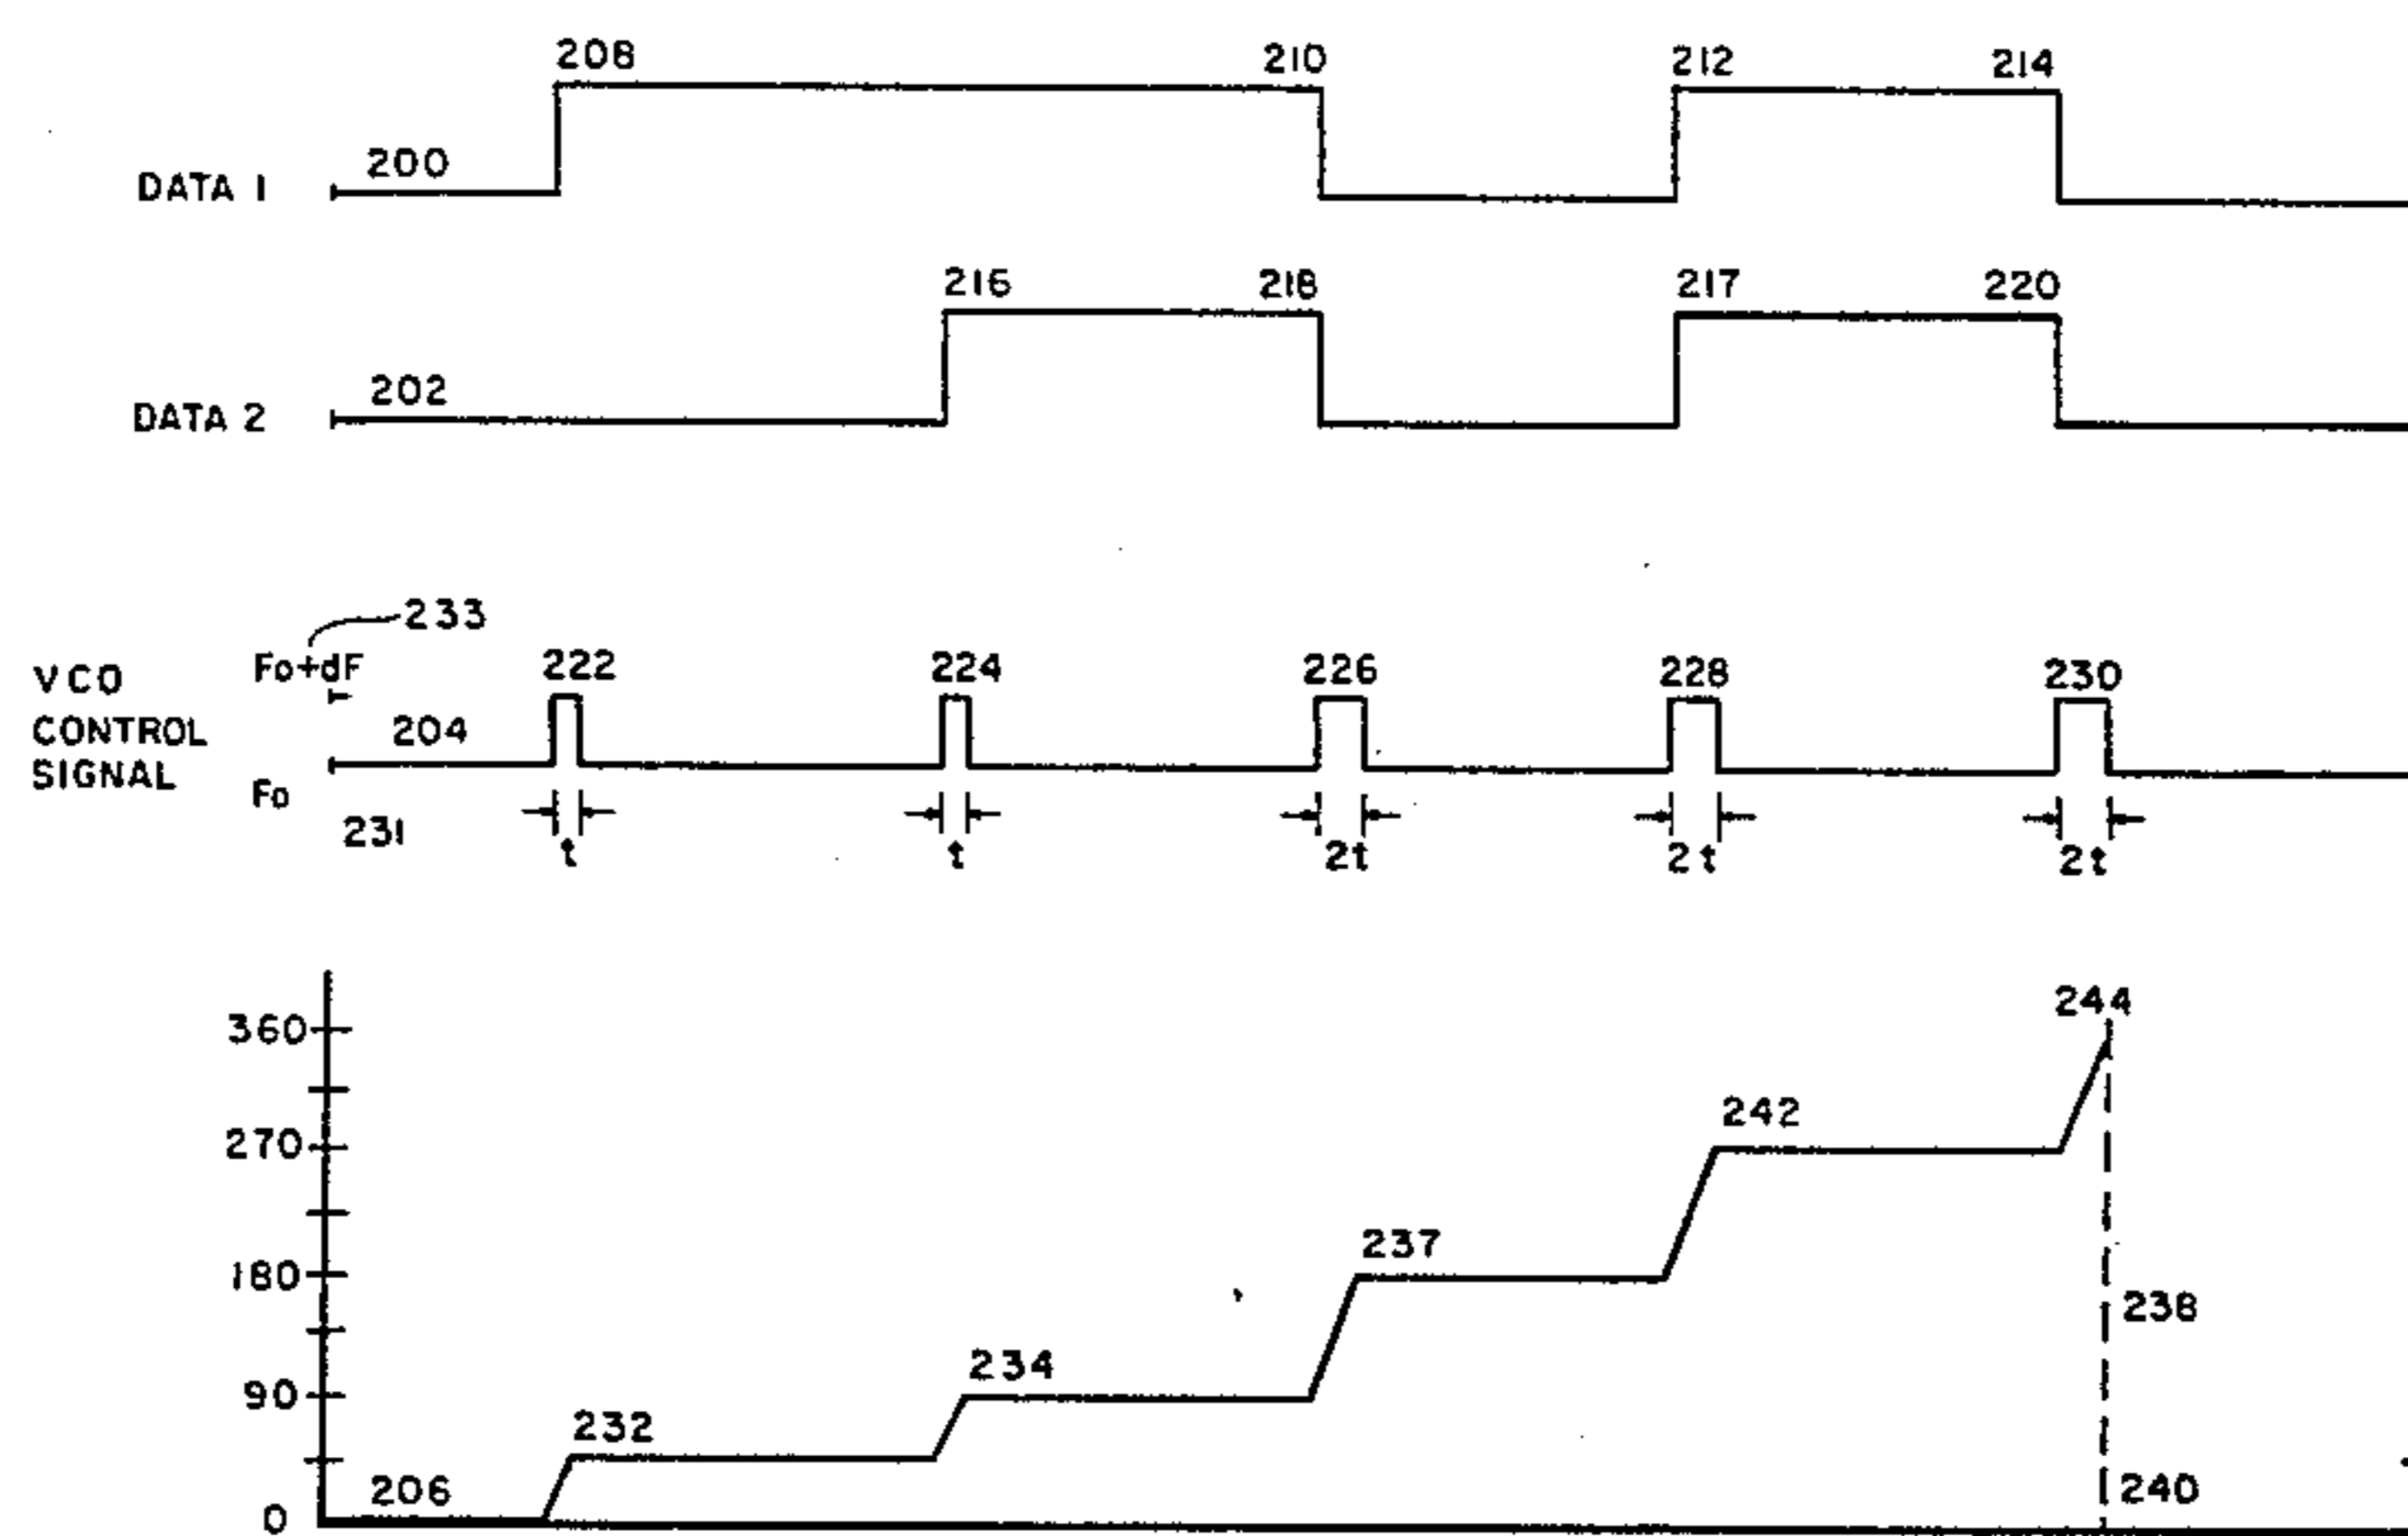 208 210 212 214
200
DATA 1
216 218 217 220
202
DATA 2
233
Fo+dF 222 224 226 228 230
VCO
CONTROL 204
SIGNAL
Fo
231
t t 2t 2t 2t
244
360
242
270
237
180
238
234
90
232
206 240
0